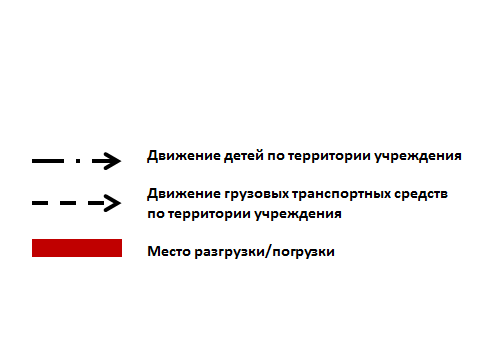 Движение детей по территории учреждения
Движение грузовых транспортных средств
по территории учреждения
Место разгрузки/погрузки